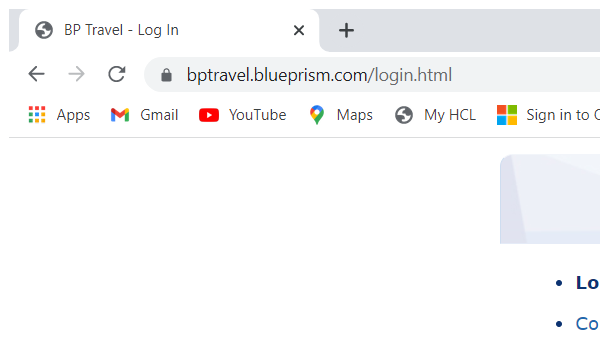 BP Travel - Log In
bptravel.blueprism.com/login.html
Apps Gmail YouTube Maps My HCL Sign in to
Lo
Co